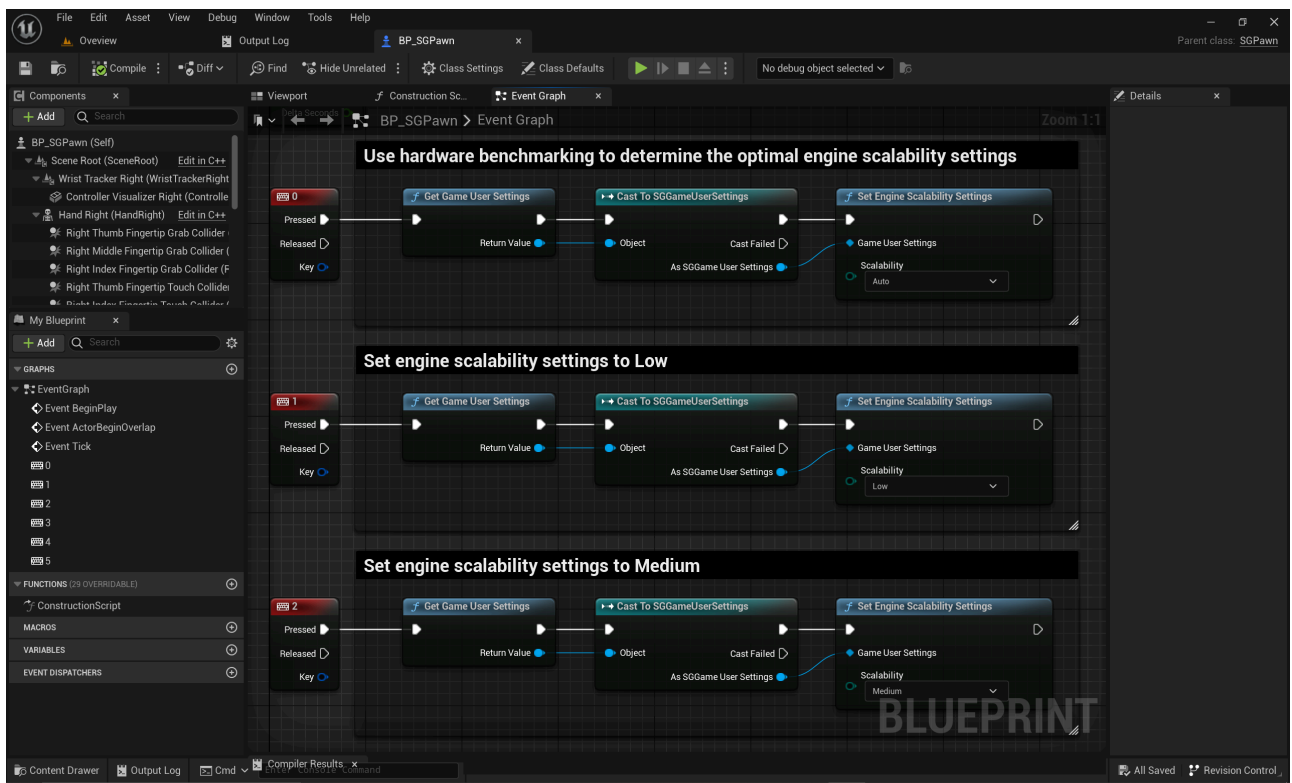 File Edit Asset View Debug Window Tools Help
Oveview
Output Log
BP_SGPawn
Parent class: SGPawn
Compile
Diff
Find
Hide Unrelated
Class Settings
Class Defaults
No debug object selected
Components
Viewport
Construction Sc...
Event Graph
Details
Add
Search
Delta Seconds
BP_SGPawn > Event Graph
Zoom 1:1
BP_SGPawn (Self)
Scene Root (SceneRoot) Edit in C++
Wrist Tracker Right (WristTrackerRight
Controller Visualizer Right (Controlle
Hand Right (HandRight) Edit in C++
Right Thumb Fingertip Grab Collider (
Right Middle Fingertip Grab Collider (
Right Index Fingertip Grab Collider (F
Right Thumb Fingertip Touch Collider
Right Index Fingertip Touch Collider (
My Blueprint
Add
Search
GRAPHS
EventGraph
Event BeginPlay
Event ActorBeginOverlap
Event Tick
0
1
2
3
4
5
FUNCTIONS (29 OVERRIDABLE)
ConstructionScript
MACROS
VARIABLES
EVENT DISPATCHERS
Use hardware benchmarking to determine the optimal engine scalability settings
0
Pressed
Released
Key
Get Game User Settings
Return Value
Cast To SGGameUserSettings
Object
Cast Failed
As SGGame User Settings
Set Engine Scalability Settings
Game User Settings
Scalability
Auto
Set engine scalability settings to Low
1
Pressed
Released
Key
Get Game User Settings
Return Value
Cast To SGGameUserSettings
Object
Cast Failed
As SGGame User Settings
Set Engine Scalability Settings
Game User Settings
Scalability
Low
Set engine scalability settings to Medium
2
Pressed
Released
Key
Get Game User Settings
Return Value
Cast To SGGameUserSettings
Object
Cast Failed
As SGGame User Settings
Set Engine Scalability Settings
Game User Settings
Scalability
Medium
BLUEPRINT
Compiler Results
Content Drawer
Output Log
Cmd
Enter Console Command
All Saved
Revision Control